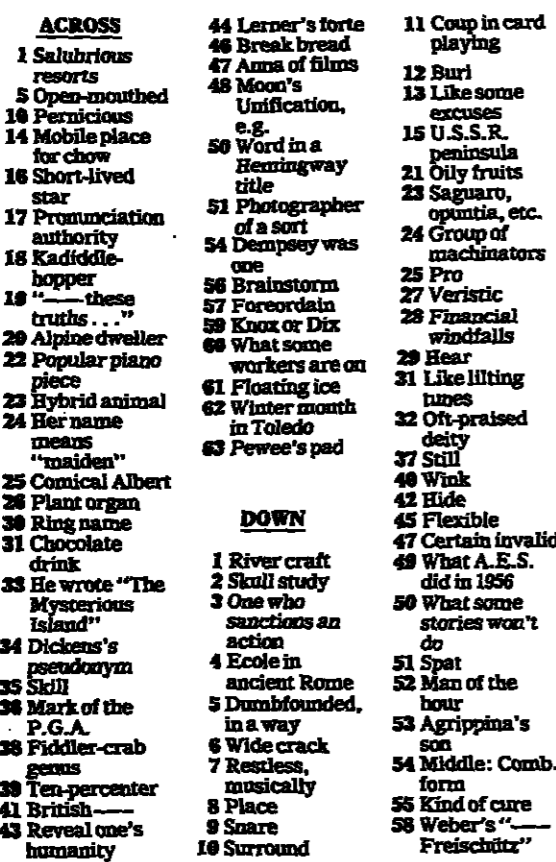 ACROSS
1 Salubrious
resorts
5 Open-mouthed
10 Pernicious
14 Mobile place
for chow
16 Short-lived
star
17 Pronunciation
authority
18 Kadiddle-
hopper
19 "——these
truths . . ."
20 Alpine dweller
22 Popular piano
piece
23 Hybrid animal
24 Her name
means
"maiden"
25 Comical Albert
26 Plant organ
30 Ring name
31 Chocolate
drink
33 He wrote "The
Mysterious
Island"
34 Dickens's
pseudonym
35 Skill
36 Mark of the
P.G.A.
38 Fiddler-crab
genus
39 Ten-percenter
41 British——
43 Reveal one's
humanity
44 Lerner's forte
46 Break bread
47 Anna of films
48 Moon's
Unification,
e.g.
50 Word in a
Hemingway
title
51 Photographer
of a sort
54 Dempsey was
one
56 Brainstorm
57 Foreordain
59 Knox or Dix
60 What some
workers are on
61 Floating ice
62 Winter month
in Toledo
63 Pewee's pad
DOWN
1 River craft
2 Skull study
3 One who
sanctions an
action
4 Ecole in
ancient Rome
5 Dumbfounded,
in a way
6 Wide crack
7 Restless,
musically
8 Place
9 Snare
10 Surround
11 Coup in card
playing
12 Burl
13 Like some
excuses
15 U.S.S.R.
peninsula
21 Oily fruits
23 Saguaro,
opuntia, etc.
24 Group of
machinators
25 Pro
27 Veristic
28 Financial
windfalls
29 Hear
31 Like lilting
tunes
32 Oft-praised
deity
37 Still
40 Wink
42 Hide
45 Flexible
47 Certain invalid
49 What A.E.S.
did in 1956
50 What some
stories won't
do
51 Spat
52 Man of the
hour
53 Agrippina's
son
54 Middle: Comb.
form
55 Kind of cure
58 Weber's "——
Freischütz"